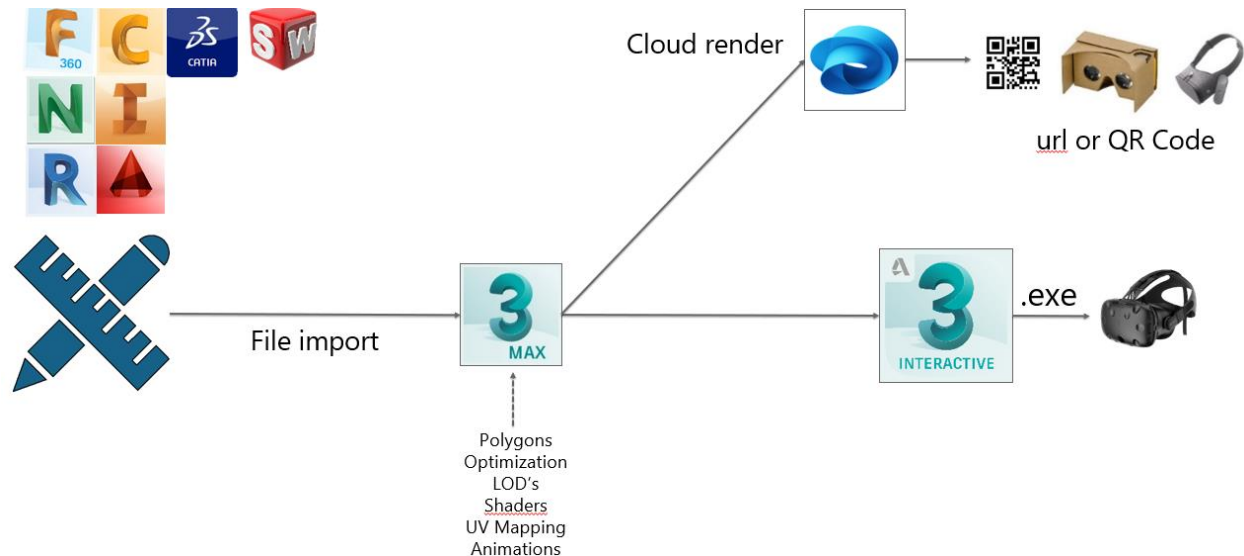 F
360
C
DS
CATIA
S W
N
I
R
A
Cloud render
url or QR Code
File import
3
MAX
A
3
INTERACTIVE
.exe
Polygons
Optimization
LOD's
Shaders
UV Mapping
Animations